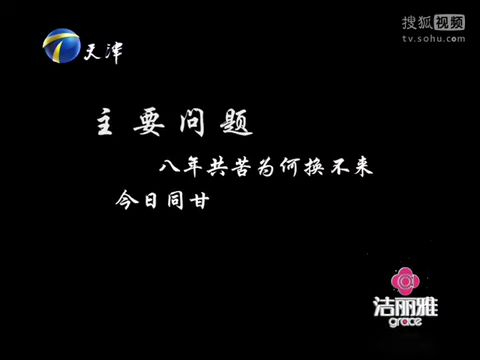 搜狐视频
tv.sohu.com
天津
主要问题
八年共苦为何换不来
今日同甘
洁丽雅
grace